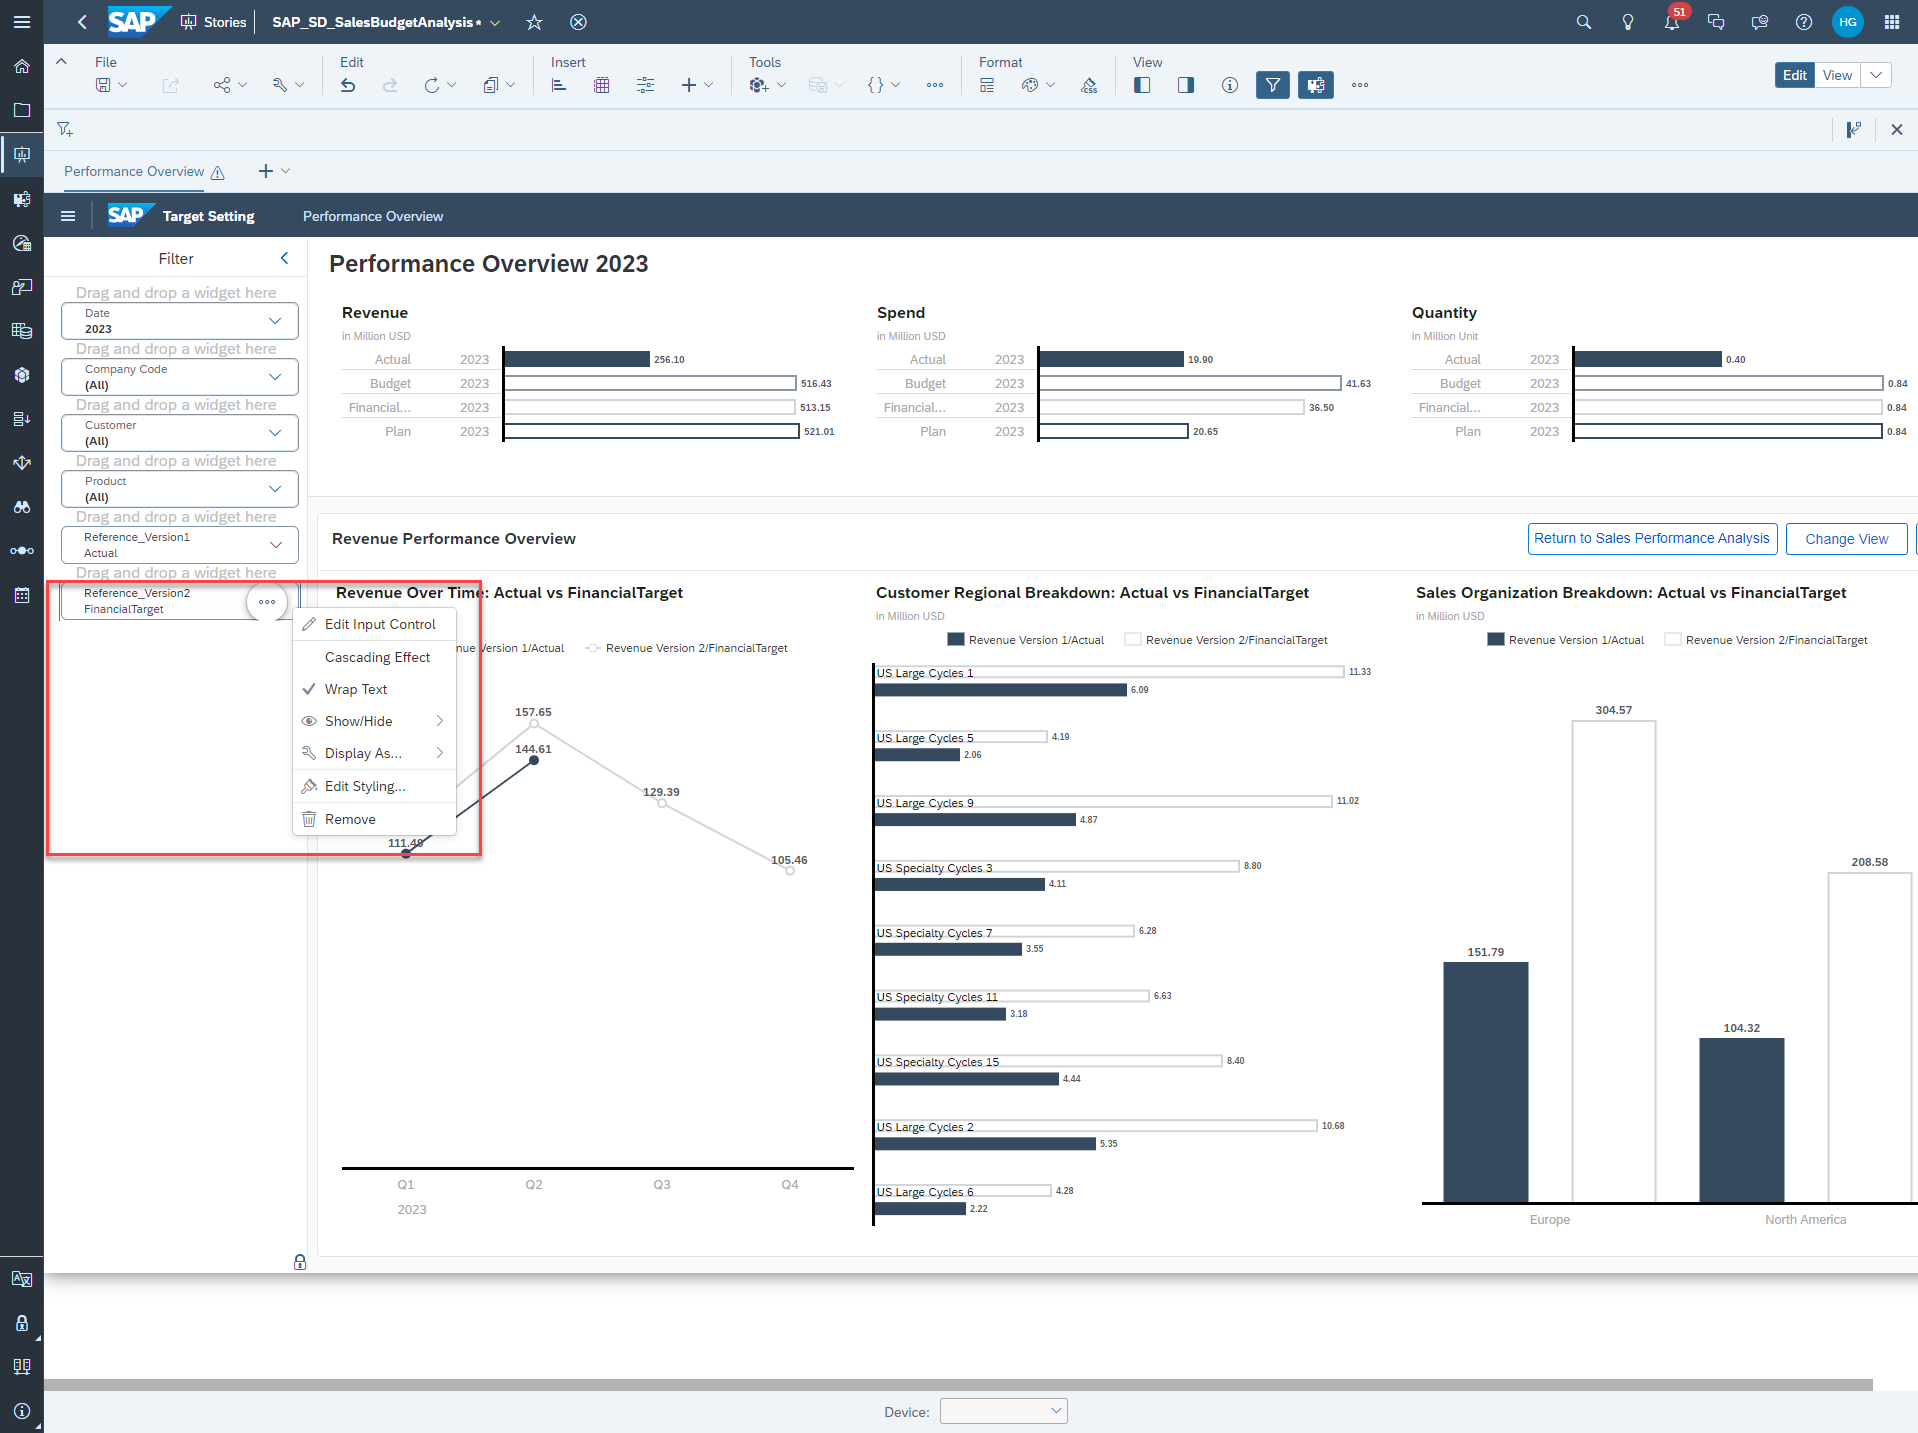 SAP Stories SAP_SD_SalesBudgetAnalysis *
51
HG
File Edit Insert Tools Format View
Edit View
CSS
Performance Overview
SAP Target Setting Performance Overview
Filter
Drag and drop a widget here
Date
2023
Drag and drop a widget here
Company Code
(All)
Drag and drop a widget here
Customer
(All)
Drag and drop a widget here
Product
(All)
Drag and drop a widget here
Reference_Version1
Actual
Drag and drop a widget here
Reference_Version2
FinancialTarget
Edit Input Control
Cascading Effect
Wrap Text
Show/Hide
Display As...
Edit Styling...
Remove
Performance Overview 2023
Revenue
in Million USD
Actual 2023 256.10
Budget 2023 516.43
Financial... 2023 513.15
Plan 2023 521.01
Spend
in Million USD
Actual 2023 19.90
Budget 2023 41.63
Financial... 2023 36.50
Plan 2023 20.65
Quantity
in Million Unit
Actual 2023 0.40
Budget 2023 0.84
Financial... 2023 0.84
Plan 2023 0.84
Revenue Performance Overview
Return to Sales Performance Analysis
Change View
Revenue Over Time: Actual vs FinancialTarget
nue Version 1/Actual Revenue Version 2/FinancialTarget
157.65
144.61
129.39
111.49
105.46
Q1 Q2 Q3 Q4
2023
Customer Regional Breakdown: Actual vs FinancialTarget
in Million USD
Revenue Version 1/Actual Revenue Version 2/FinancialTarget
US Large Cycles 1 11.33
6.09
US Large Cycles 5 4.19
2.06
US Large Cycles 9 11.02
4.87
US Specialty Cycles 3 8.80
4.11
US Specialty Cycles 7 6.28
3.55
US Specialty Cycles 11 6.63
3.18
US Specialty Cycles 15 8.40
4.44
US Large Cycles 2 10.68
5.35
US Large Cycles 6 4.28
2.22
Sales Organization Breakdown: Actual vs FinancialTarget
in Million USD
Revenue Version 1/Actual Revenue Version 2/FinancialTarget
304.57
208.58
151.79
104.32
Europe North America
Device: